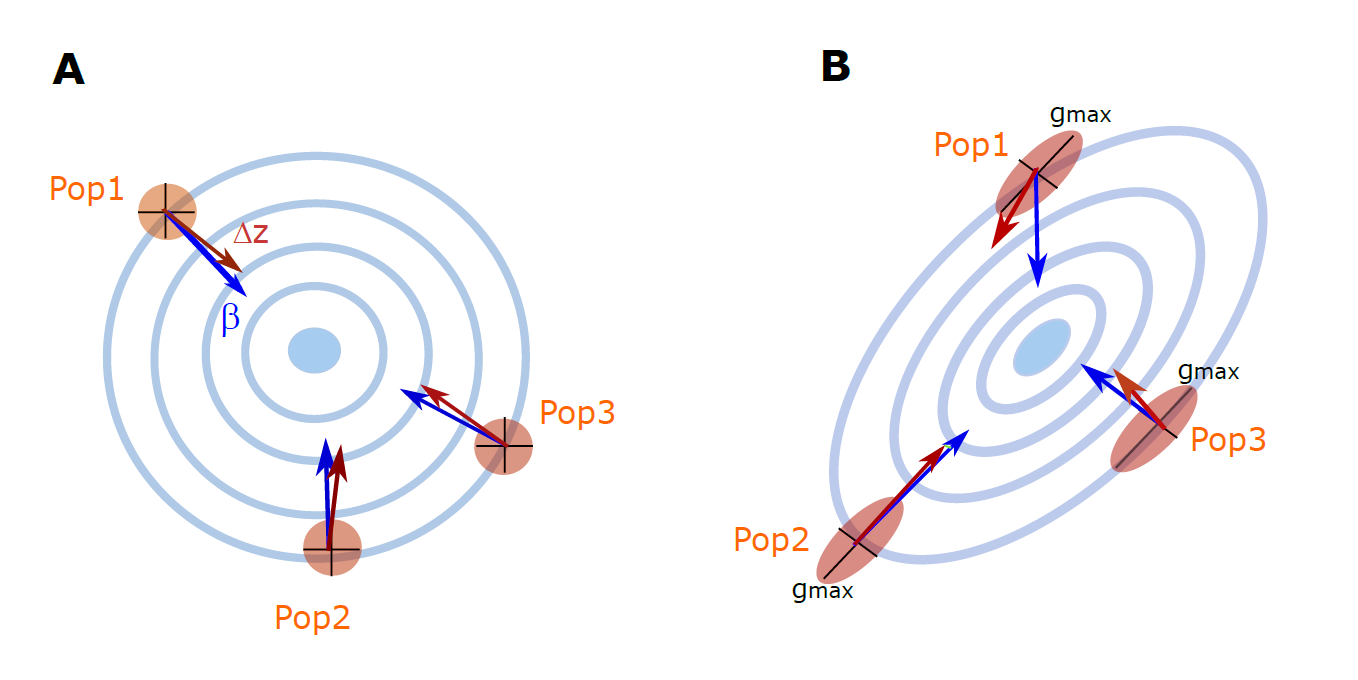 A
Pop1
Δz
β
Pop3
Pop2
B
gmax
Pop1
gmax
Pop3
Pop2
gmax